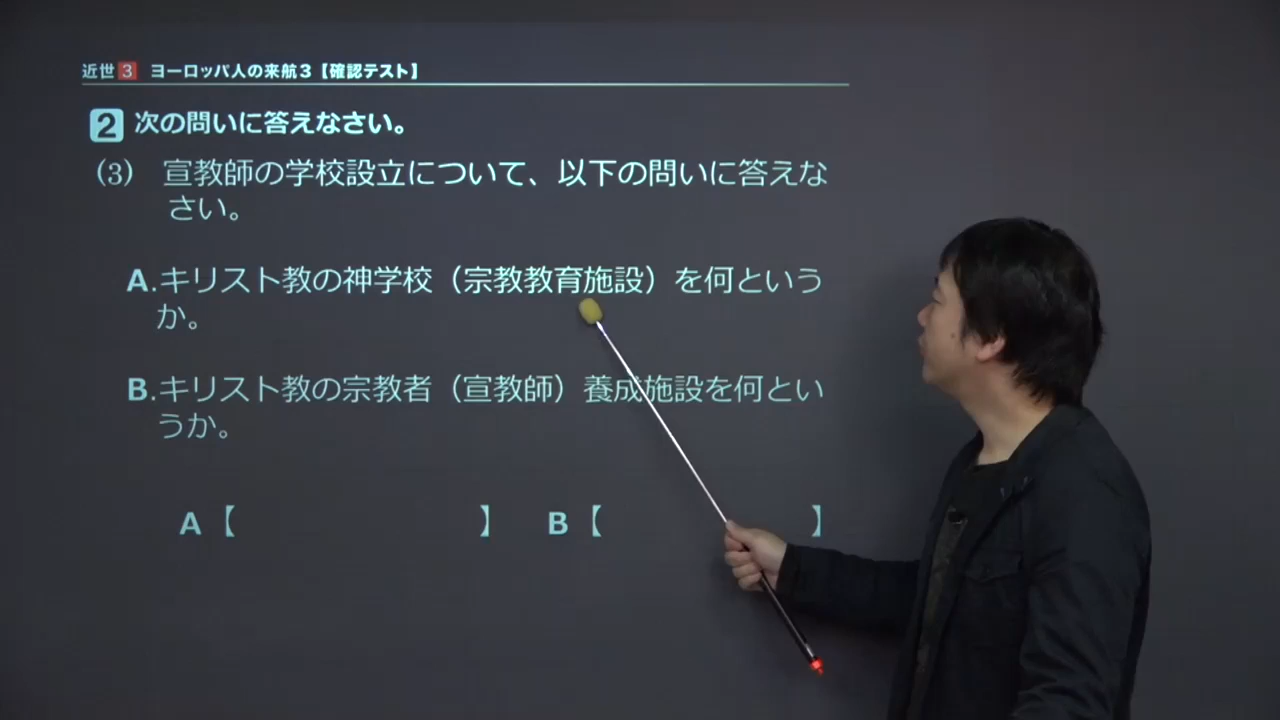 近世3 ヨーロッパ人の来航3【確認テスト】
2 次の問いに答えなさい。
(3) 宣教師の学校設立について、以下の問いに答えな
さい。
A.キリスト教の神学校（宗教教育施設）を何という
か。
B.キリスト教の宗教者（宣教師）養成施設を何とい
うか。
A【 】 B【 】